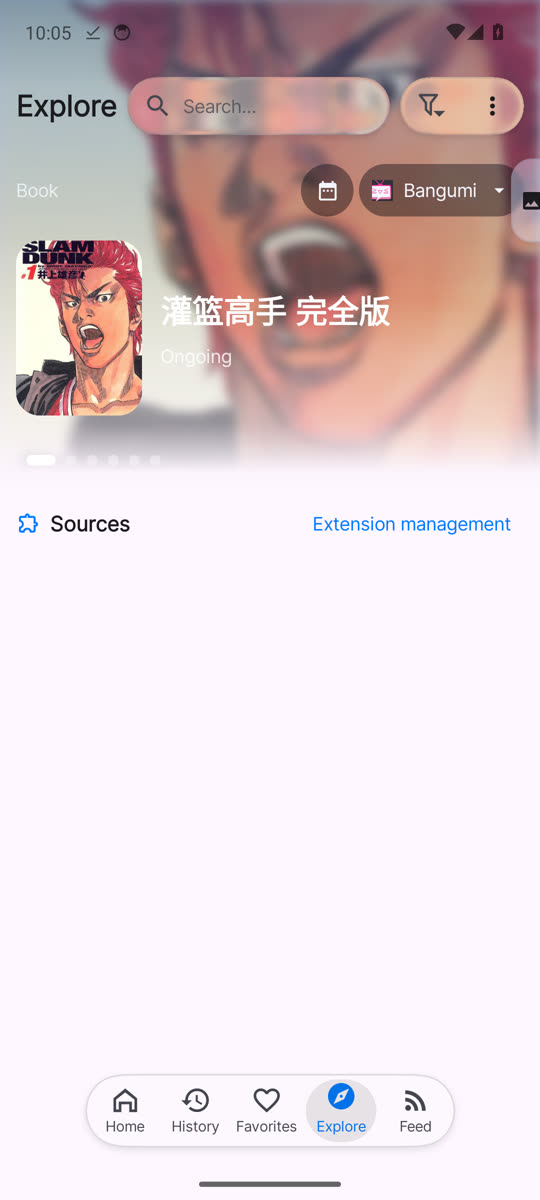 10:05
Explore
Search...
Book
Bangumi
SLAM
DUNK
井上雄彦
灌篮高手 完全版
Ongoing
Sources
Extension management
Home
History
Favorites
Explore
Feed